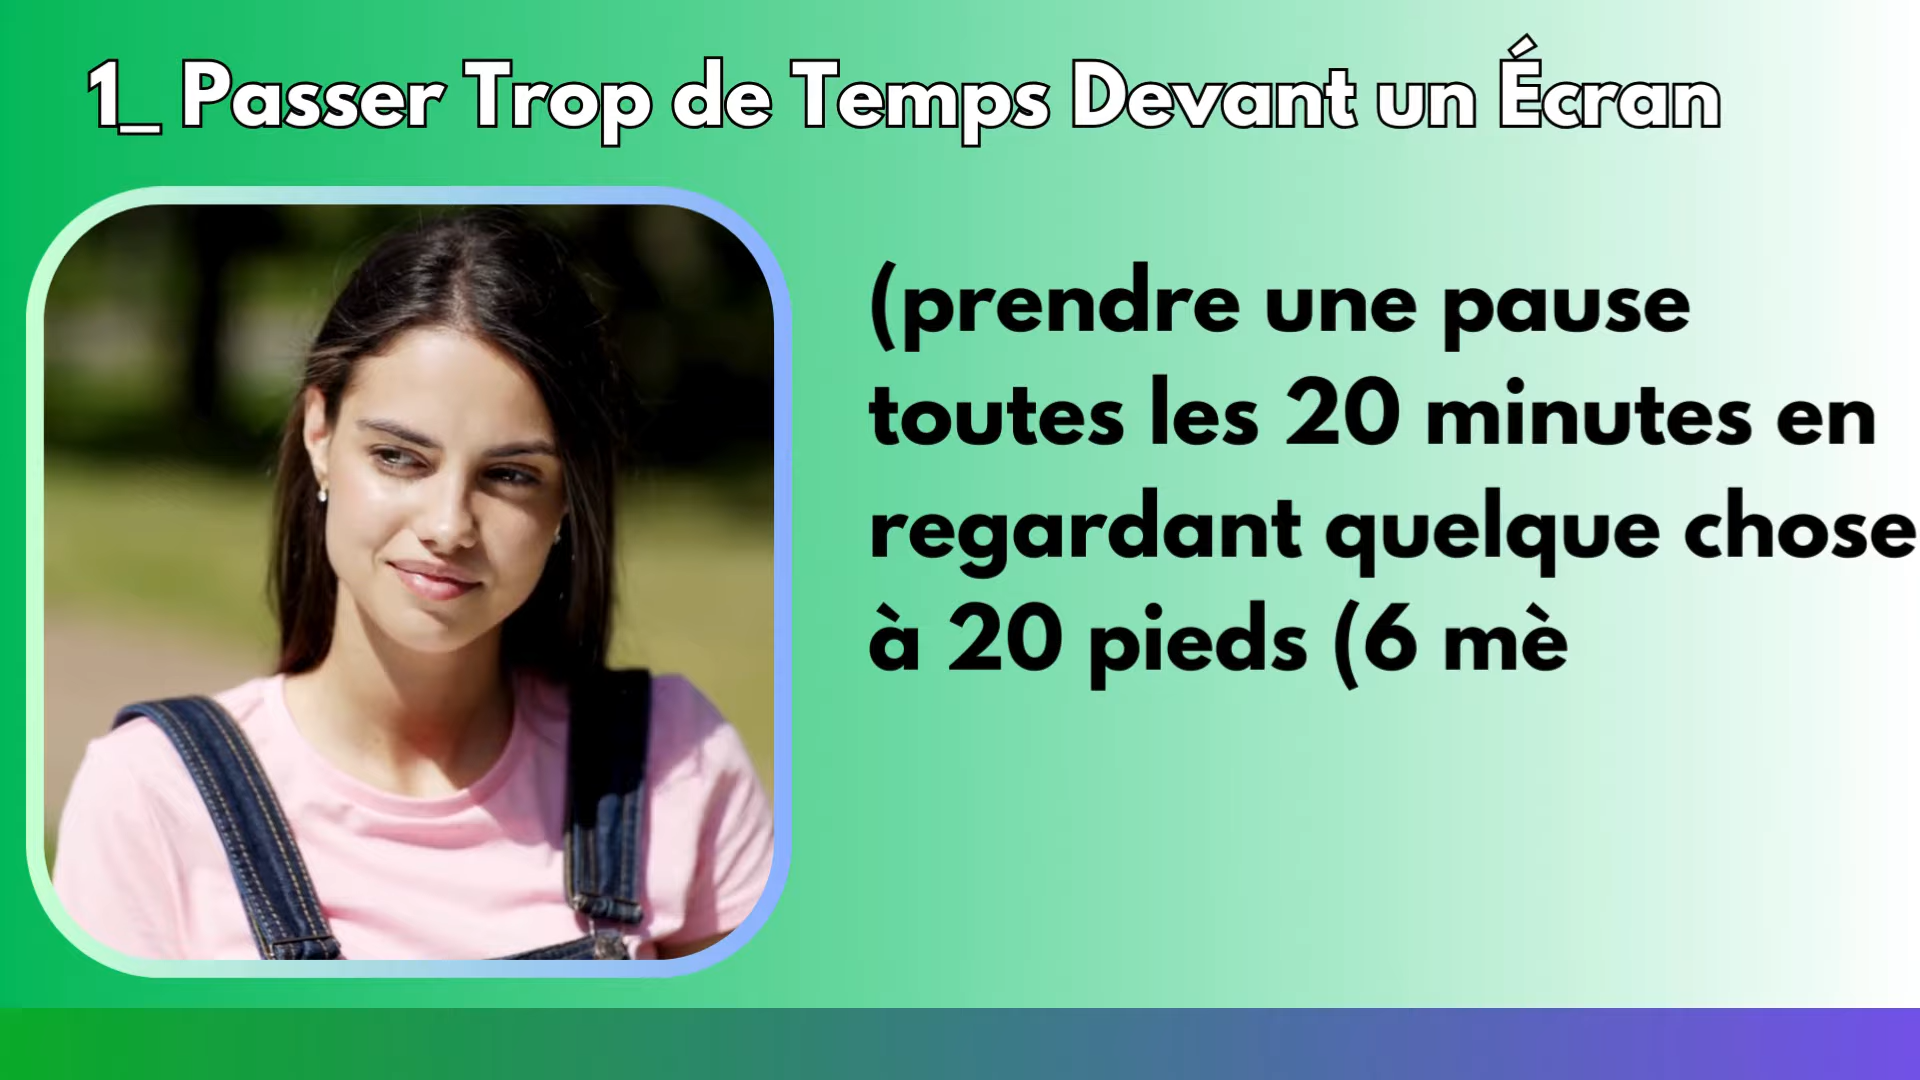 1_ Passer Trop de Temps Devant un Écran
(prendre une pause
toutes les 20 minutes en
regardant quelque chose
à 20 pieds (6 mè